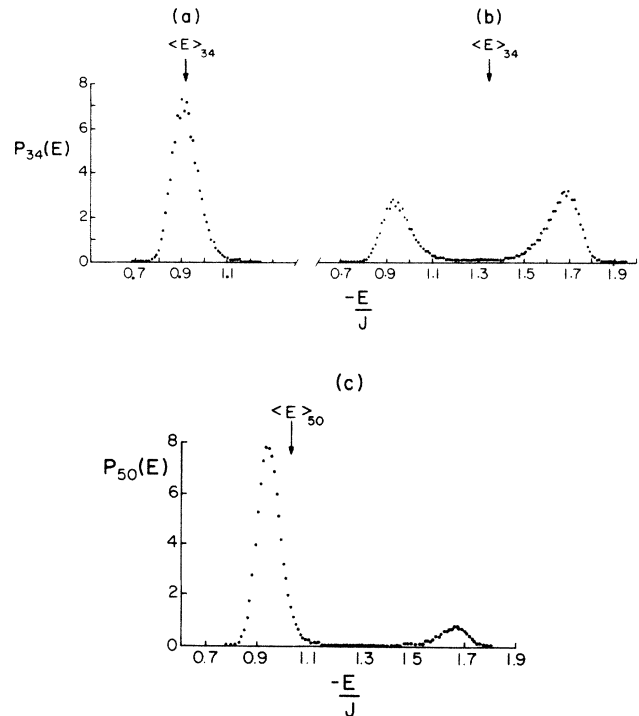 (a)
(b)
<E>34
<E>34
P34(E)
8
6
4
2
0
0.7 0.9 1.1
0.7 0.9 1.1 1.3 1.5 1.7 1.9
-E
J
-E
J
(c)
<E>50
P50(E)
8
6
4
2
0
0.7 0.9 1.1 1.3 1.5 1.7 1.9
-E
J